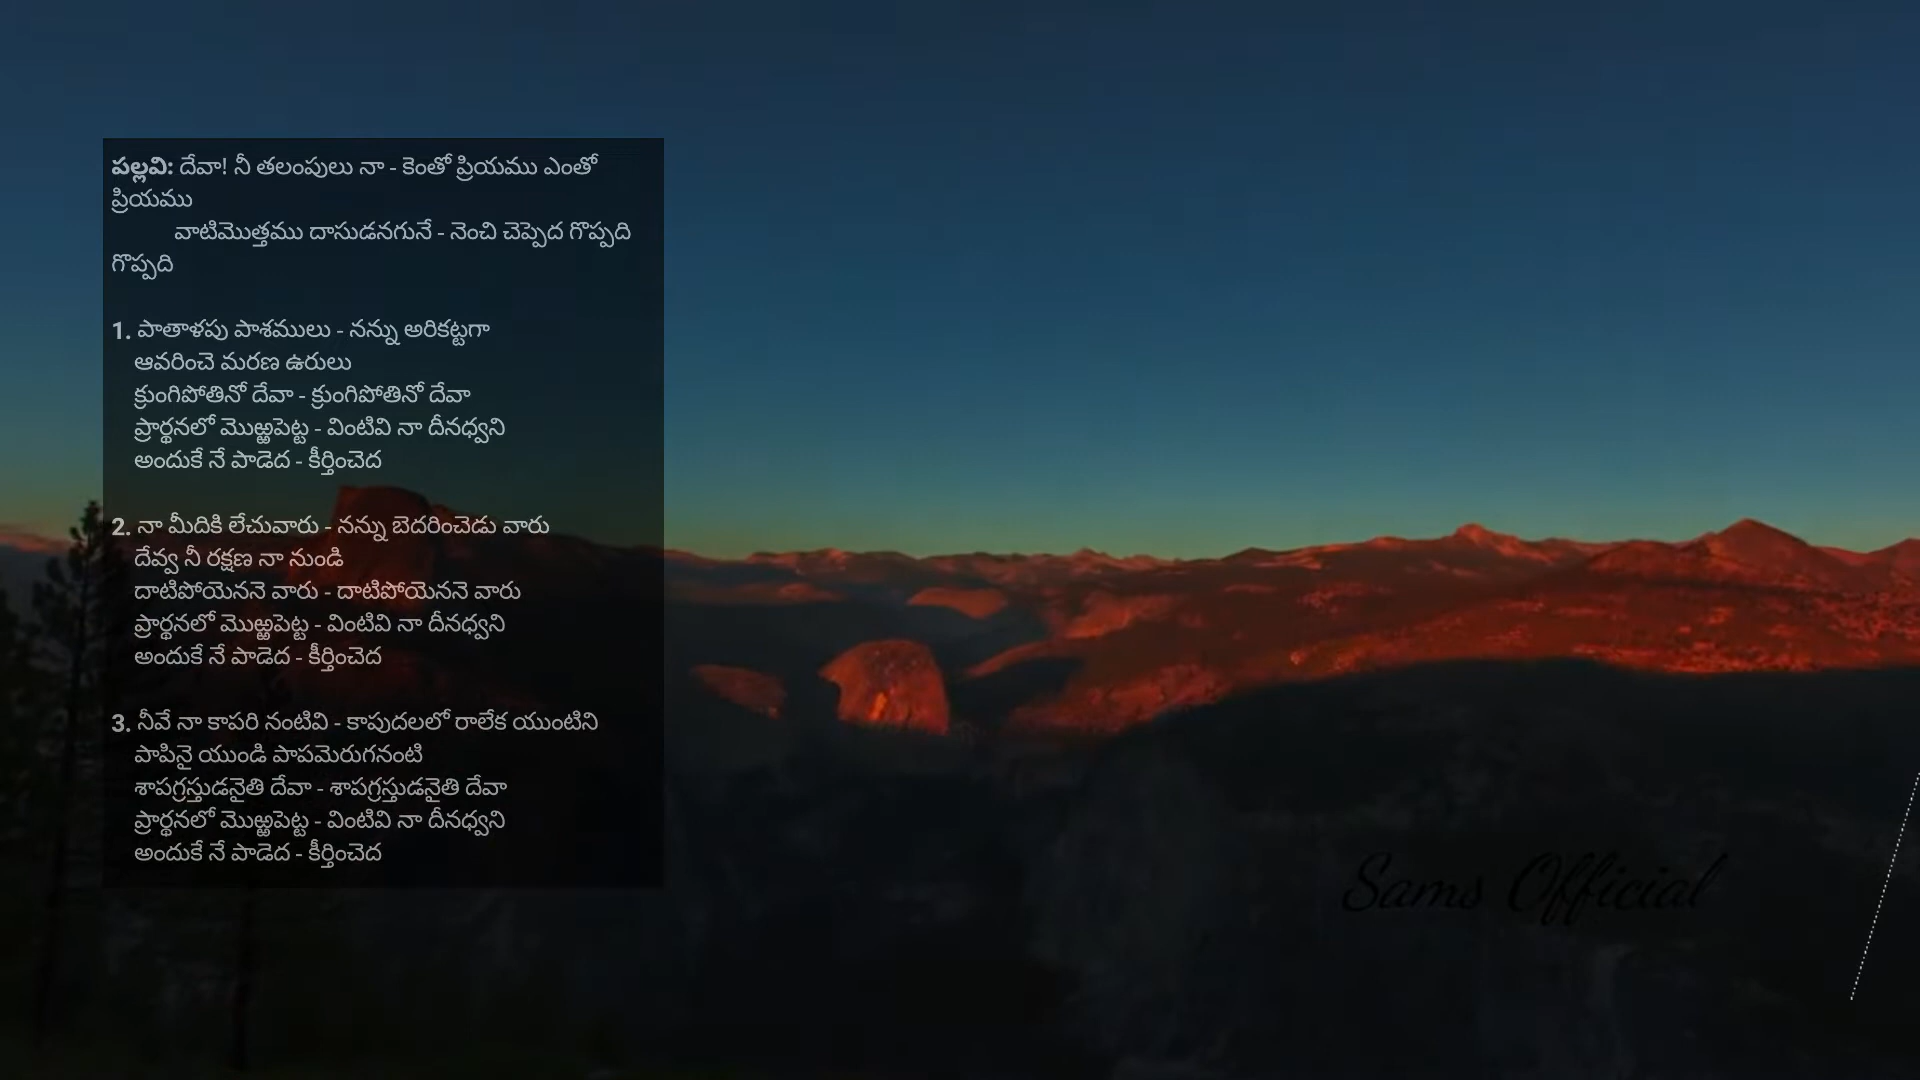 పల్లవి: దేవా! నీ తలంపులు నా - కెంతో ప్రియము ఎంతో
ప్రియము
వాటిమొత్తము దాసుడనగునే - నెంచి చెప్పెద గొప్పది
గొప్పది
1. పాతాళపు పాశములు - నన్ను అరికట్టగా
ఆవరించె మరణ ఉరులు
క్రుంగిపోతినో దేవా - క్రుంగిపోతినో దేవా
ప్రార్థనలో మొఱ్ఱపెట్ట - వింటివి నా దీనధ్వని
అందుకే నే పాడెద - కీర్తించెద
2. నా మీదికి లేచువారు - నన్ను బెదరించెడు వారు
దేవ్వ నీ రక్షణ నా నుండి
దాటిపోయెననె వారు - దాటిపోయెననె వారు
ప్రార్థనలో మొఱ్ఱపెట్ట - వింటివి నా దీనధ్వని
అందుకే నే పాడెద - కీర్తించెద
3. నీవే నా కాపరి నంటివి - కాపుదలలో రాలేక యుంటిని
పాపినై యుండి పాపమెరుగనంటి
శాపగ్రస్తుడనైతి దేవా - శాపగ్రస్తుడనైతి దేవా
ప్రార్థనలో మొఱ్ఱపెట్ట - వింటివి నా దీనధ్వని
అందుకే నే పాడెద - కీర్తించెద
Sams Official